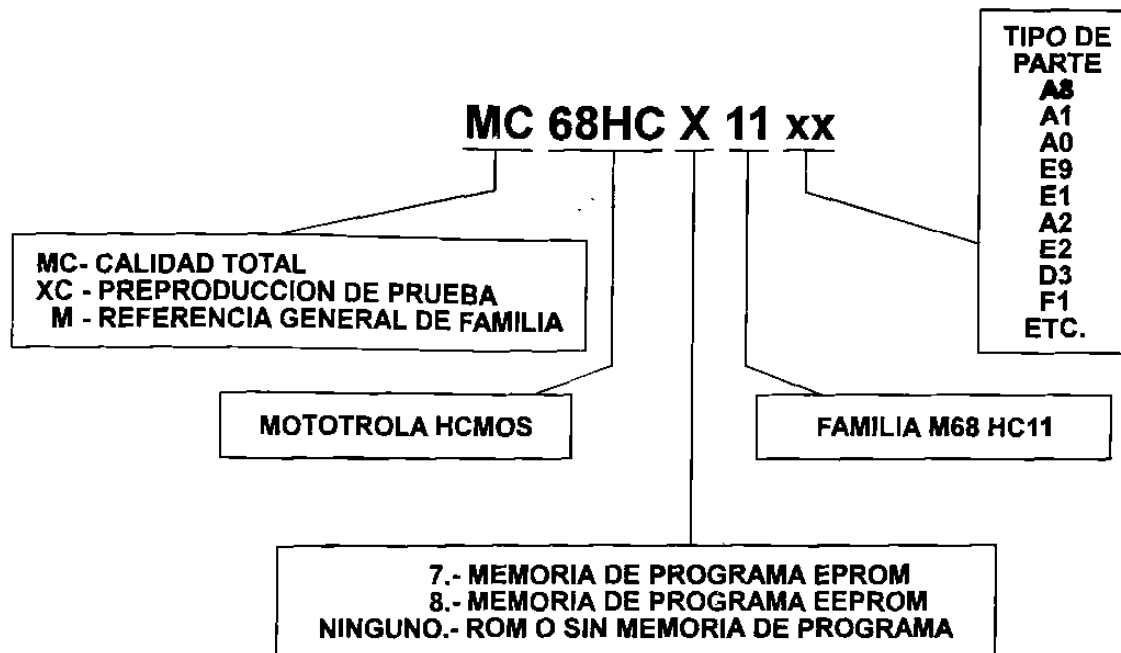 TIPO DE
PARTE
A8
A1
A0
E9
E1
A2
E2
D3
F1
ETC.
MC 68HC X 11 xx
MC- CALIDAD TOTAL
XC - PREPRODUCCION DE PRUEBA
M - REFERENCIA GENERAL DE FAMILIA
MOTOTROLA HCMOS
FAMILIA M68 HC11
7.- MEMORIA DE PROGRAMA EPROM
8.- MEMORIA DE PROGRAMA EEPROM
NINGUNO.- ROM O SIN MEMORIA DE PROGRAMA